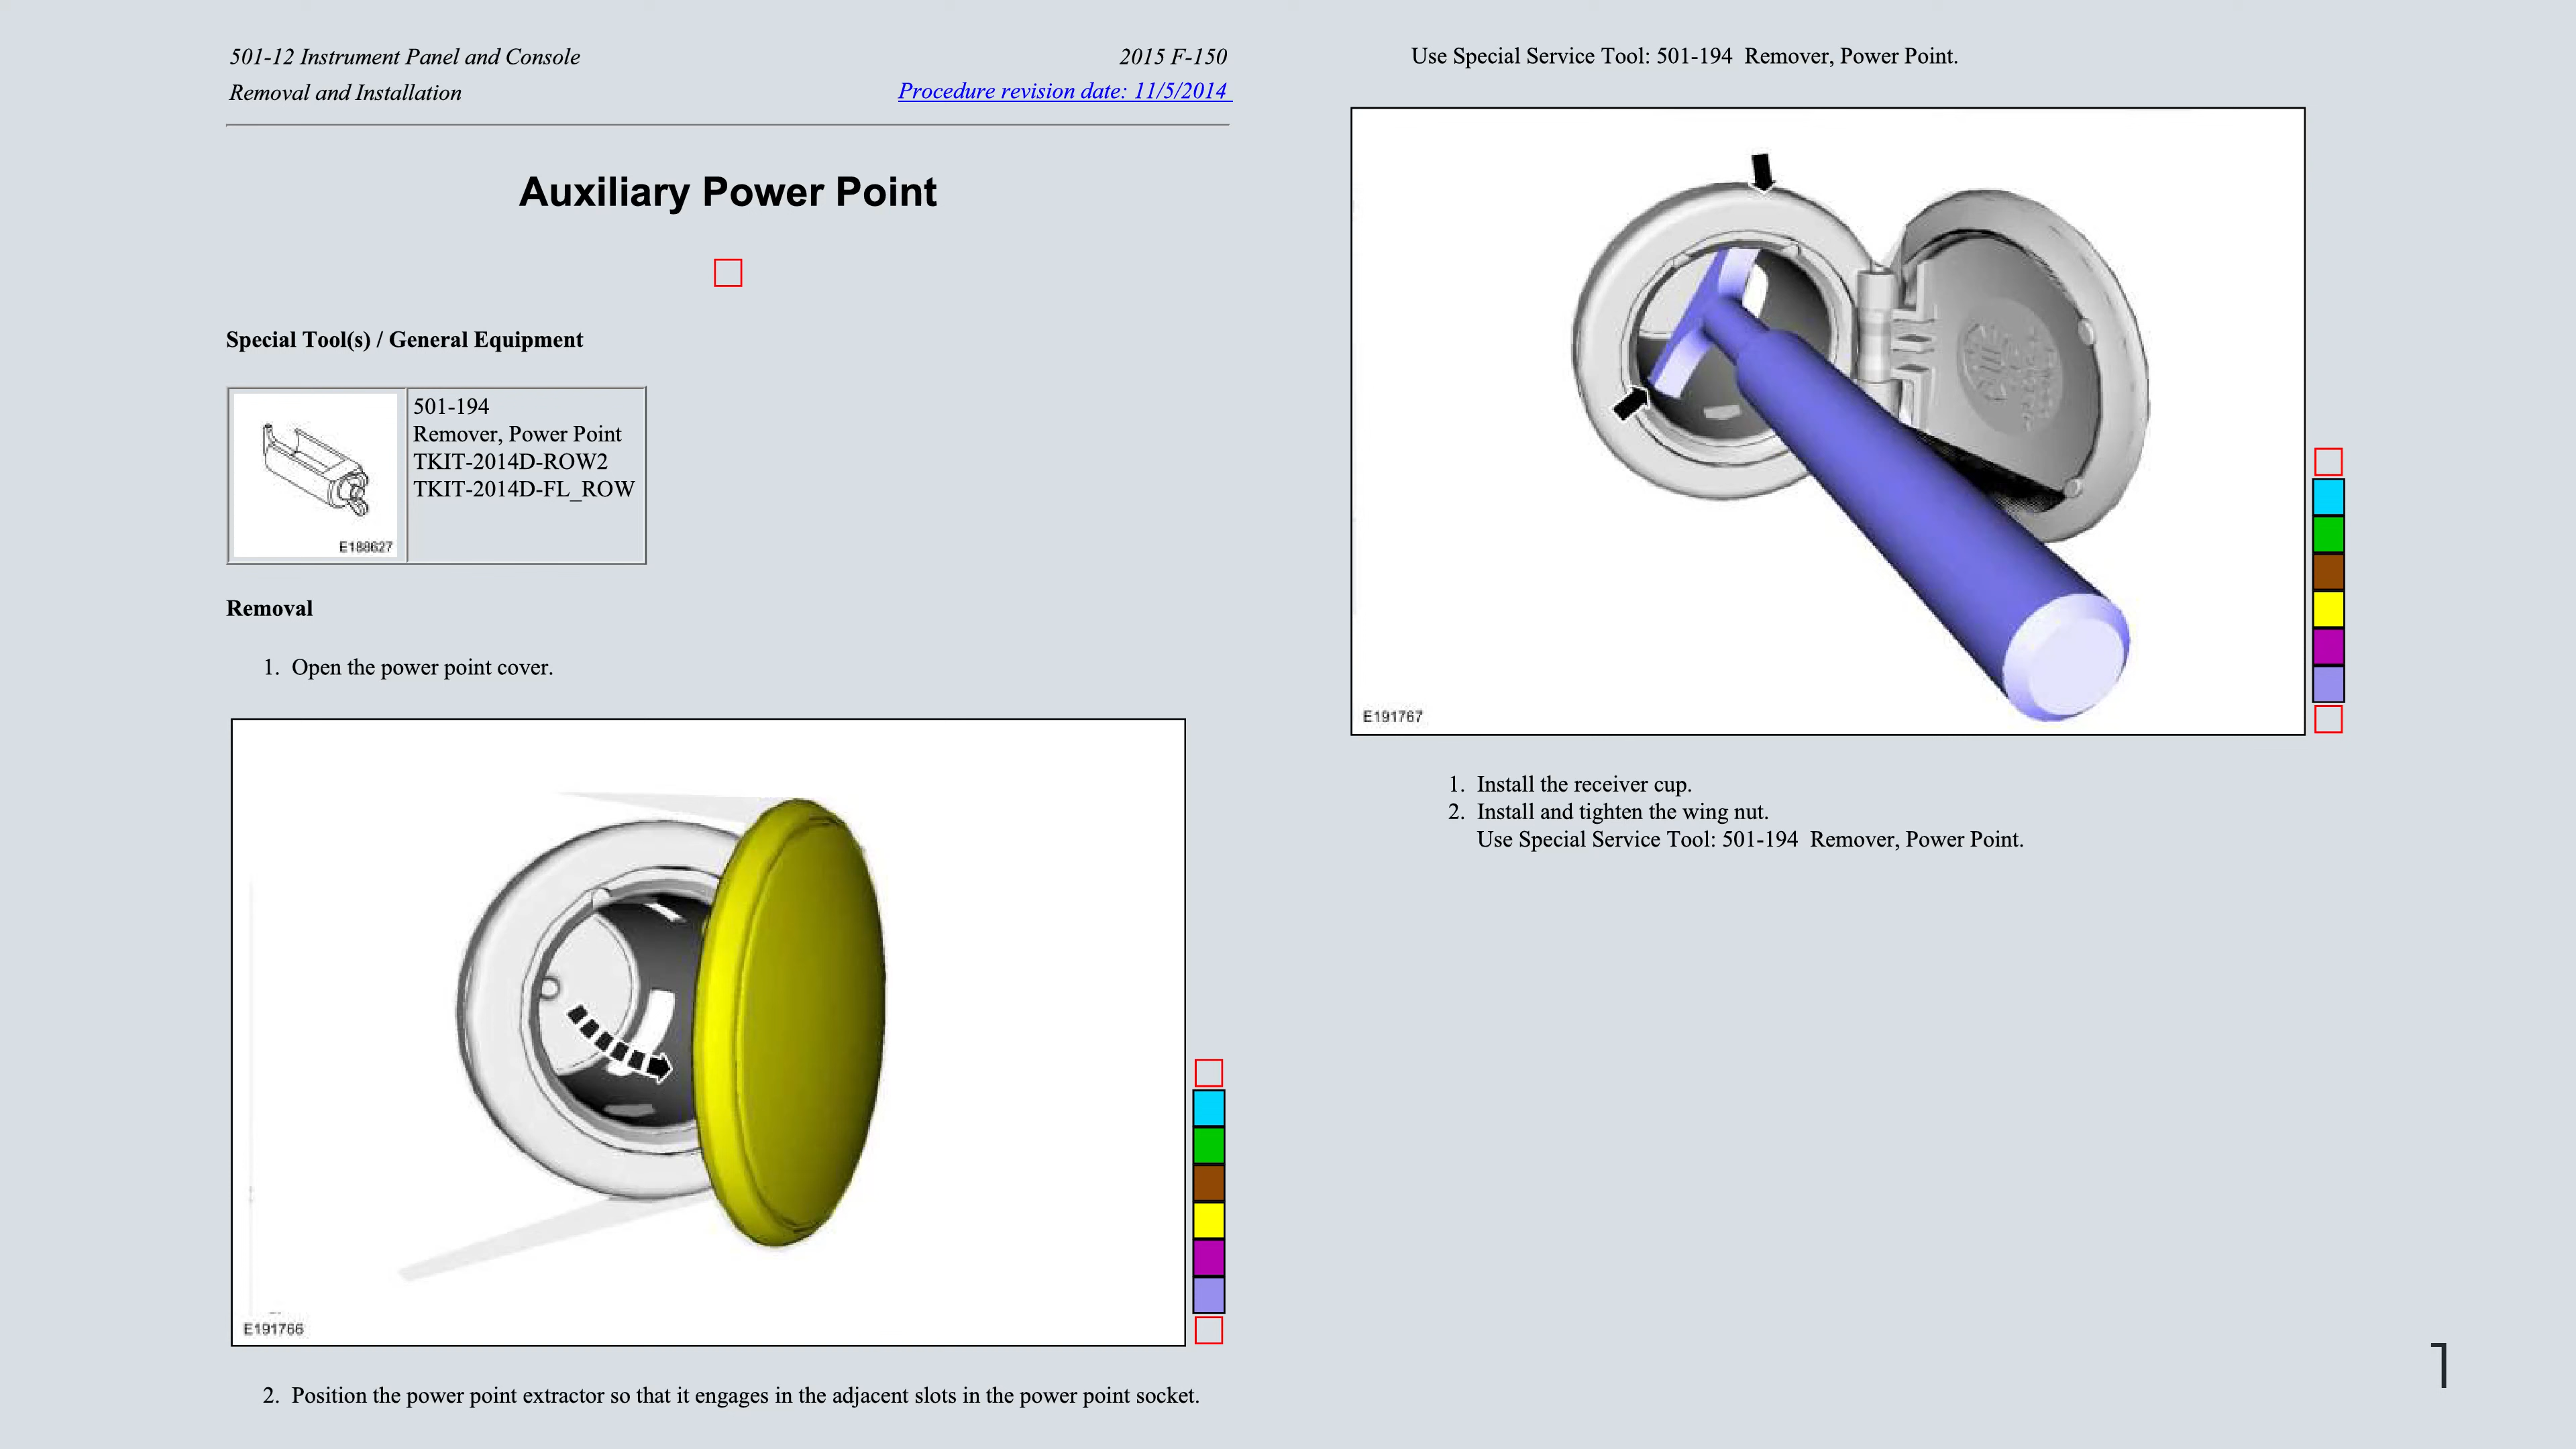 501-12 Instrument Panel and Console
2015 F-150
Removal and Installation
Procedure revision date: 11/5/2014
Auxiliary Power Point
Special Tool(s) / General Equipment
501-194
Remover, Power Point
TKIT-2014D-ROW2
TKIT-2014D-FL_ROW
E188627
Removal
1. Open the power point cover.
E191766
2. Position the power point extractor so that it engages in the adjacent slots in the power point socket.
Use Special Service Tool: 501-194  Remover, Power Point.
E191767
1. Install the receiver cup.
2. Install and tighten the wing nut.
Use Special Service Tool: 501-194  Remover, Power Point.
1